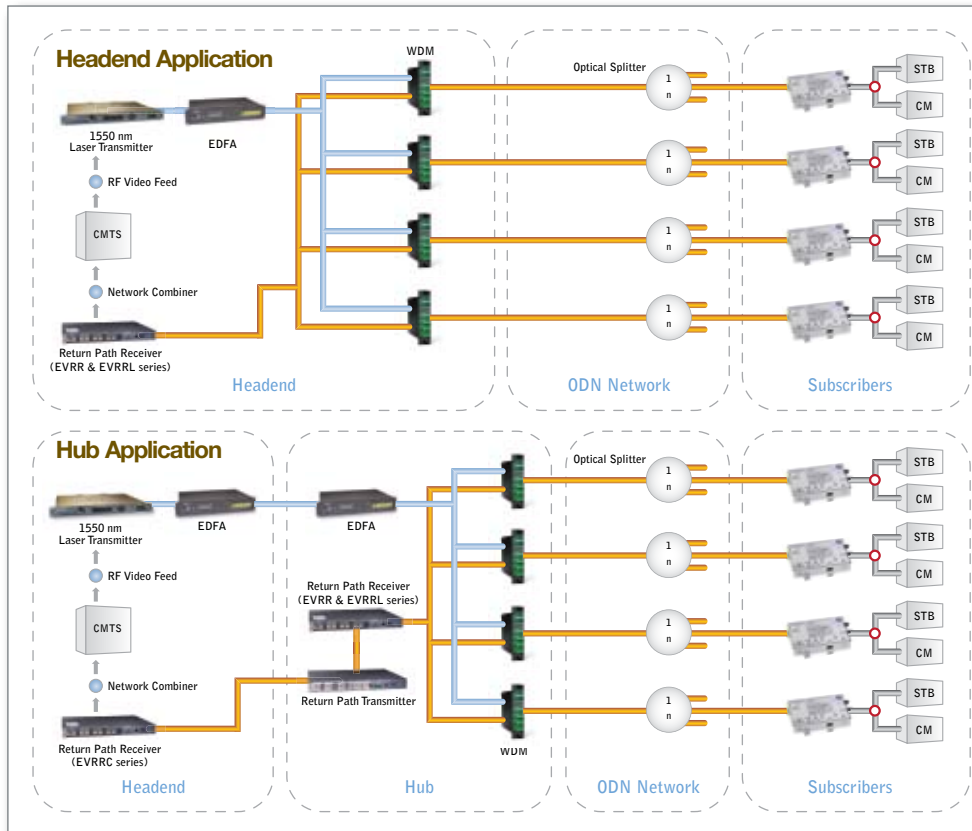 Headend Application
WDM
Optical Splitter
1
n
STB
CM
1550 nm
Laser Transmitter
EDFA
RF Video Feed
1
n
STB
CM
CMTS
1
n
STB
CM
Network Combiner
1
n
STB
CM
Return Path Receiver
(EVRR & EVRRL series)
Headend
ODN Network
Subscribers
Hub Application
Optical Splitter
1
n
STB
CM
1550 nm
Laser Transmitter
EDFA
EDFA
RF Video Feed
1
n
STB
CM
Return Path Receiver
(EVRR & EVRRL series)
CMTS
1
n
STB
CM
Network Combiner
Return Path Transmitter
1
n
STB
CM
Return Path Receiver
(EVRRC series)
WDM
Headend
Hub
ODN Network
Subscribers